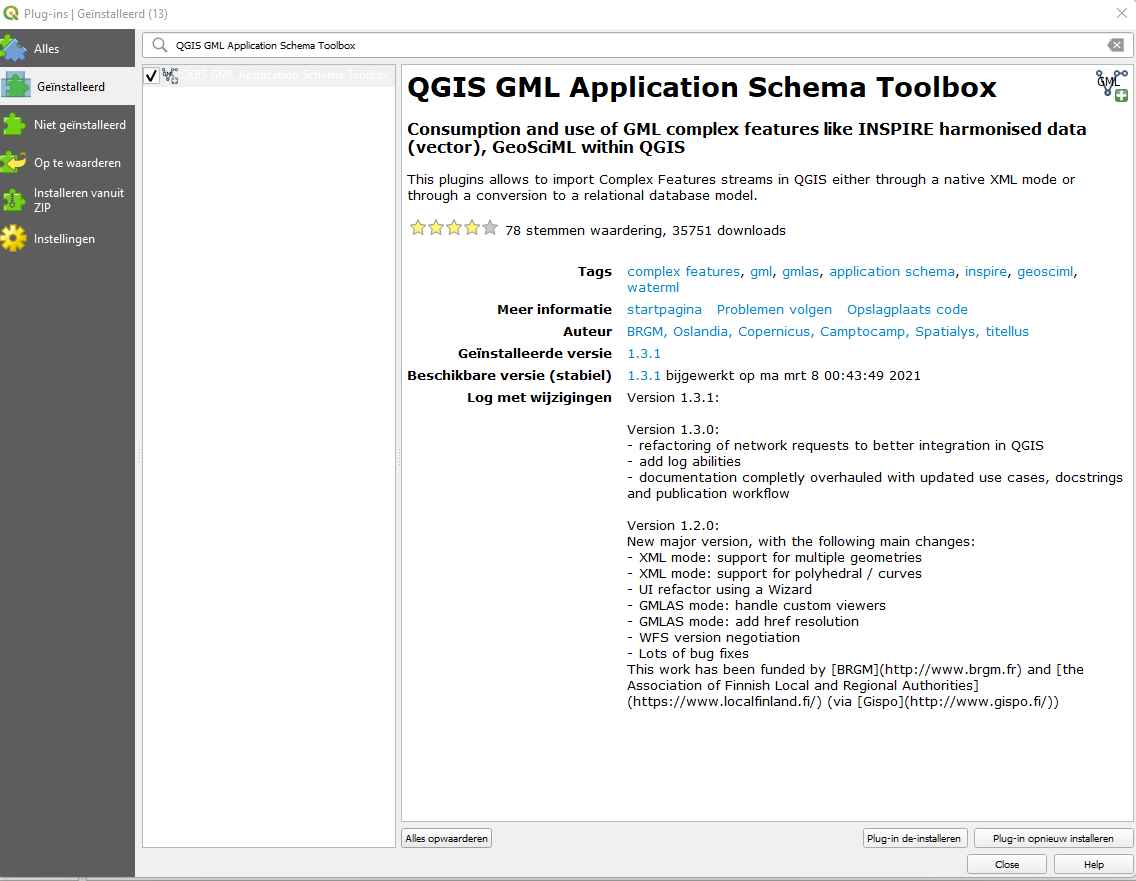 Plug-ins | Geïnstalleerd (13)
Alles
Geïnstalleerd
Niet geïnstalleerd
Op te waarderen
Installeren vanuit
ZIP
Instellingen
QGIS GML Application Schema Toolbox
QGIS GML Application Schema Toolbox
GML
QGIS GML Application Schema Toolbox
Consumption and use of GML complex features like INSPIRE harmonised data
(vector), GeoSciML within QGIS
This plugins allows to import Complex Features streams in QGIS either through a native XML mode or
through a conversion to a relational database model.
78 stemmen waardering, 35751 downloads
Tags complex features, gml, gmlas, application schema, inspire, geosciml,
waterml
Meer informatie startpagina Problemen volgen Opslagplaats code
Auteur BRGM, Oslandia, Copernicus, Camptocamp, Spatialys, titellus
Geïnstalleerde versie 1.3.1
Beschikbare versie (stabiel) 1.3.1 bijgewerkt op ma mrt 8 00:43:49 2021
Log met wijzigingen Version 1.3.1:
Version 1.3.0:
- refactoring of network requests to better integration in QGIS
- add log abilities
- documentation completly overhauled with updated use cases, docstrings
and publication workflow
Version 1.2.0:
New major version, with the following main changes:
- XML mode: support for multiple geometries
- XML mode: support for polyhedral / curves
- UI refactor using a Wizard
- GMLAS mode: handle custom viewers
- GMLAS mode: add href resolution
- WFS version negotiation
- Lots of bug fixes
This work has been funded by [BRGM](http://www.brgm.fr) and [the
Association of Finnish Local and Regional Authorities]
(https://www.localfinland.fi/) (via [Gispo](http://www.gispo.fi/))
Alles opwaarderen
Plug-in de-installeren
Plug-in opnieuw installeren
Close
Help